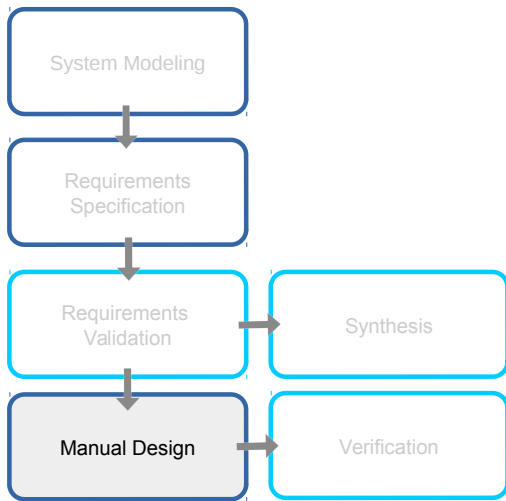 System Modeling
Requirements
Specification
Requirements
Validation
Synthesis
Manual Design
Verification